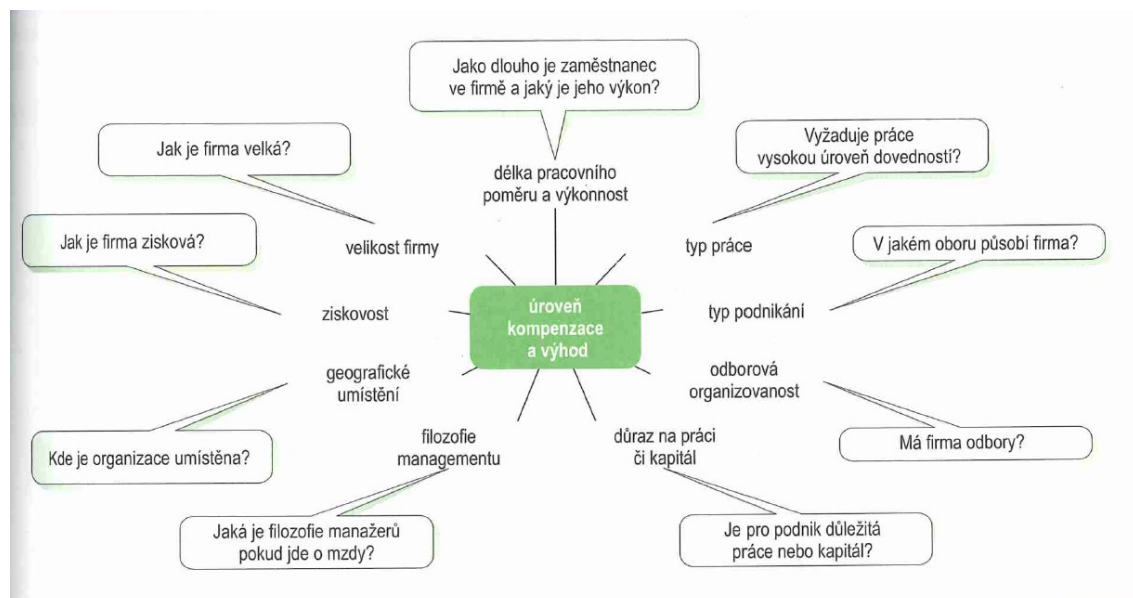 Jako dlouho je zaměstnanec
ve firmě a jaký je jeho výkon?
Jak je firma velká?
Vyžaduje práce
vysokou úroveň dovedností?
délka pracovního
poměru a výkonnost
Jak je firma zisková?
velikost firmy
typ práce
V jakém oboru působí firma?
ziskovost
úroveň
kompenzace
a výhod
typ podnikání
geografické
umístění
odborová
organizovanost
Kde je organizace umístěna?
filozofie
managementu
důraz na práci
či kapitál
Má firma odbory?
Jaká je filozofie manažerů
pokud jde o mzdy?
Je pro podnik důležitá
práce nebo kapitál?